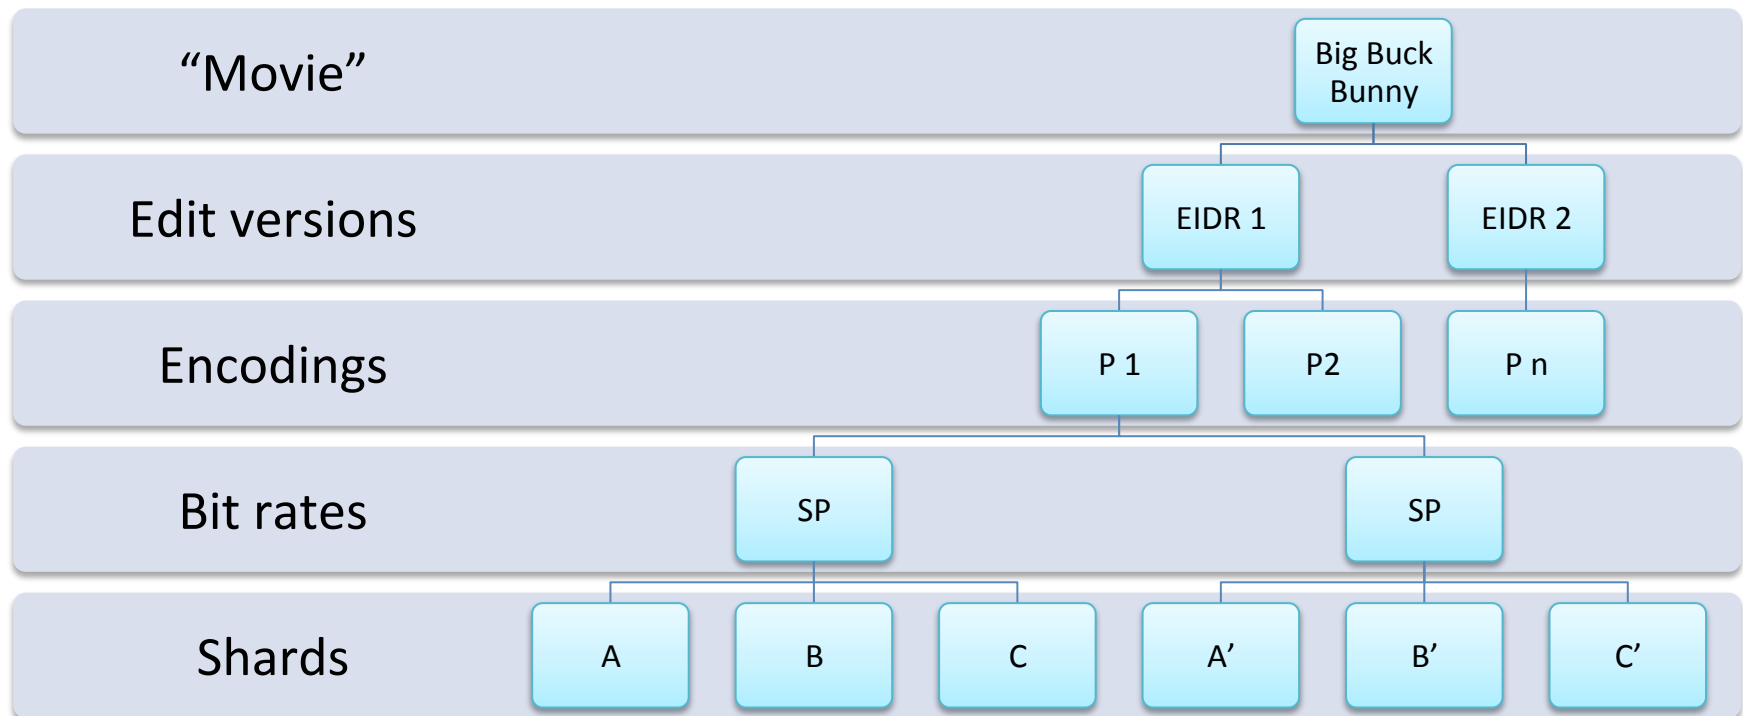 “Movie”
Big Buck
Bunny
Edit versions
EIDR 1
EIDR 2
Encodings
P 1
P2
P n
Bit rates
SP
SP
Shards
A
B
C
A’
B’
C’